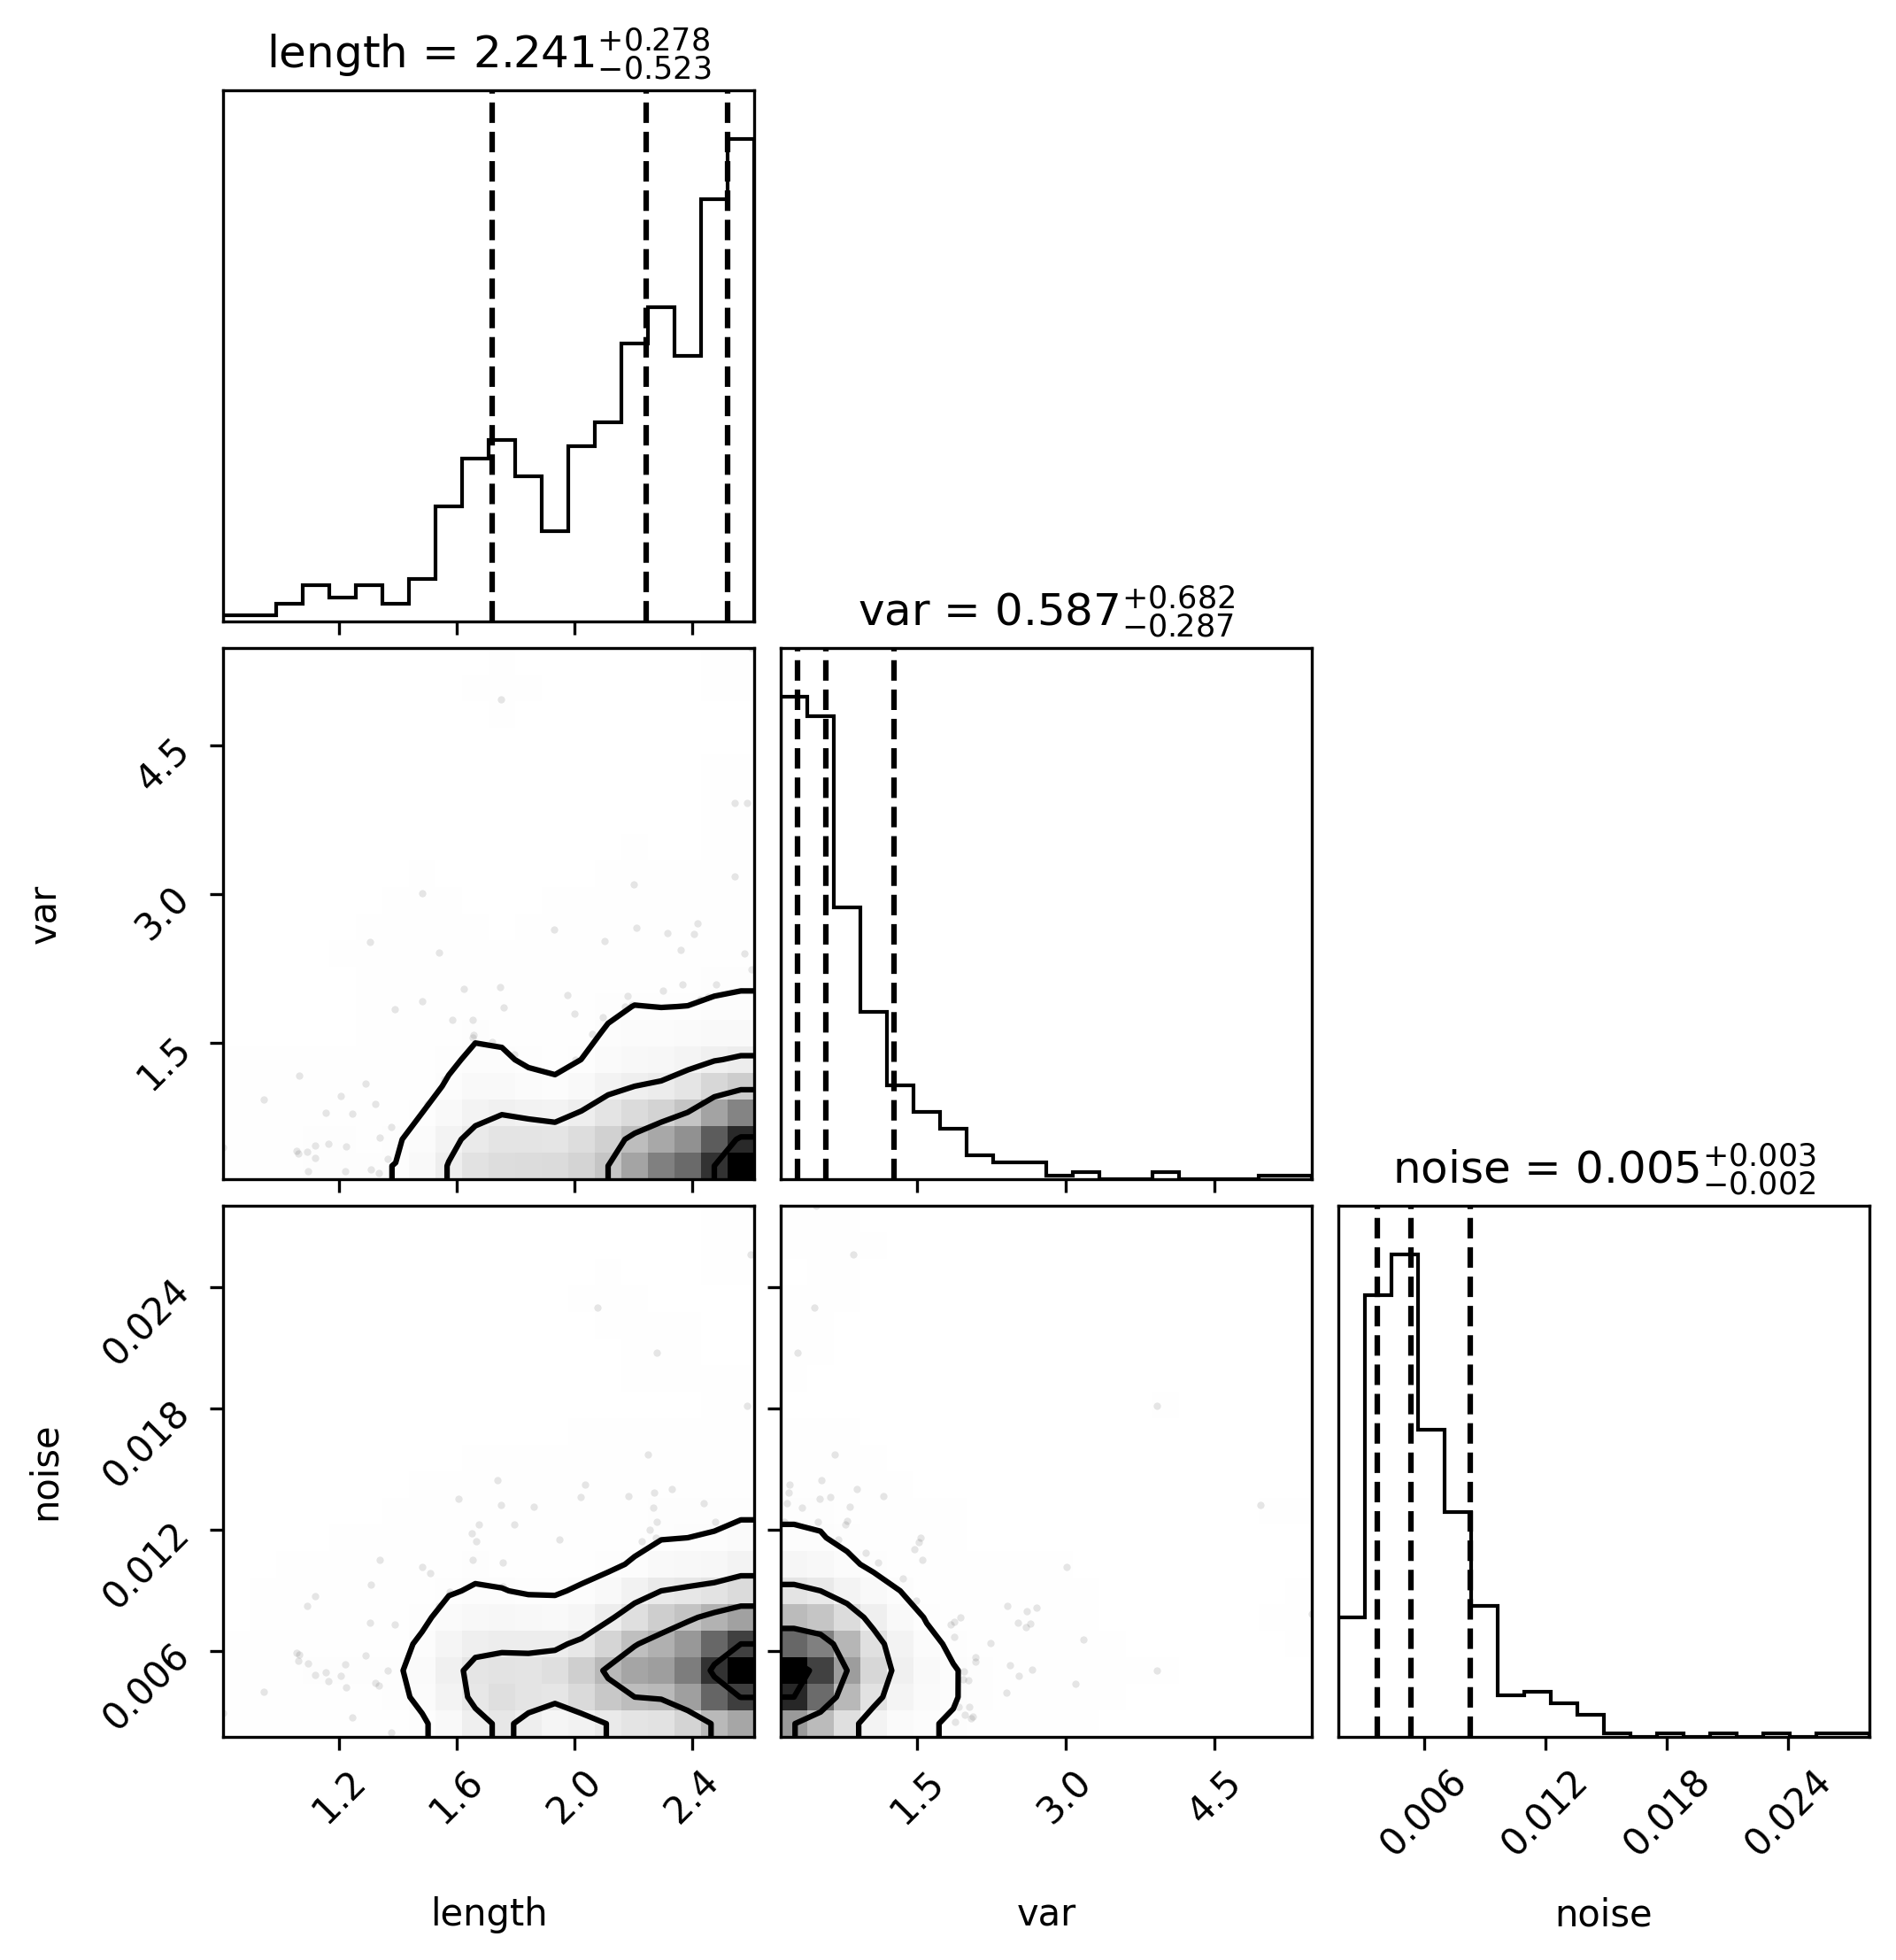 length = 2.241+0.278−0.523
var = 0.587+0.682−0.287
4.5
3.0
1.5
var
noise = 0.005+0.003−0.002
0.024
0.018
0.012
0.006
noise
1.2 1.6 2.0 2.4
1.5 3.0 4.5
0.006 0.012 0.018 0.024
length
var
noise